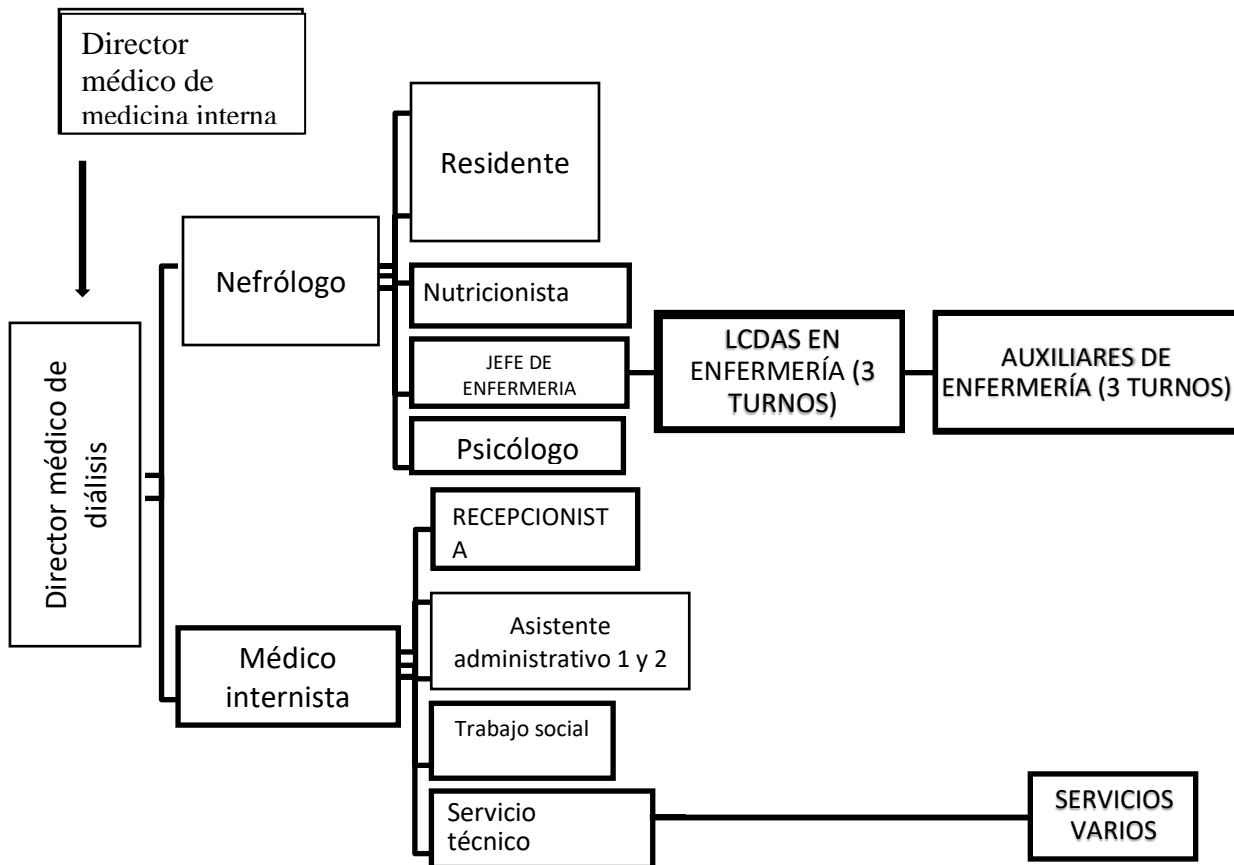 Director
médico de
medicina interna
Residente
Nefrólogo
Nutricionista
JEFE DE
ENFERMERIA
LCDAS EN
ENFERMERÍA (3
TURNOS)
AUXILIARES DE
ENFERMERÍA (3 TURNOS)
Psicólogo
Director médico de
diálisis
RECEPCIONIST
A
Asistente
administrativo 1 y 2
Médico
internista
Trabajo social
Servicio
técnico
SERVICIOS
VARIOS